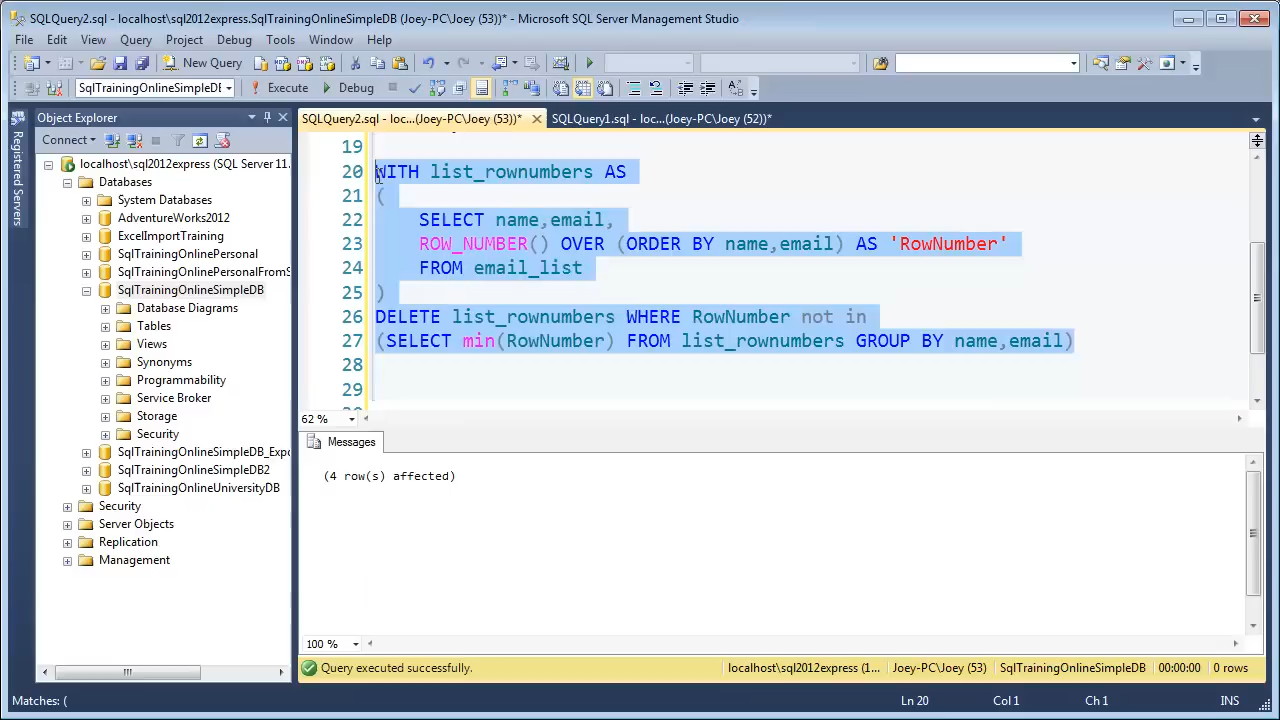 SQLQuery2.sql - localhost\sql2012express.SqlTrainingOnlineSimpleDB (Joey-PC\Joey (53))* - Microsoft SQL Server Management Studio
File Edit View Query Project Debug Tools Window Help
New Query
SqlTrainingOnlineSimpleDE Execute Debug
Registered Servers
Object Explorer
Connect
localhost\sql2012express (SQL Server 11.
Databases
System Databases
AdventureWorks2012
ExcelImportTraining
SqlTrainingOnlinePersonal
SqlTrainingOnlinePersonalFromS
SqlTrainingOnlineSimpleDB
Database Diagrams
Tables
Views
Synonyms
Programmability
Service Broker
Storage
Security
SqlTrainingOnlineSimpleDB_Expo
SqlTrainingOnlineSimpleDB2
SqlTrainingOnlineUniversityDB
Security
Server Objects
Replication
Management
SQLQuery2.sql - loc...(Joey-PC\Joey (53))* SQLQuery1.sql - loc...(Joey-PC\Joey (52))*
19
20 WITH list_rownumbers AS
21 (
22 SELECT name,email,
23 ROW_NUMBER() OVER (ORDER BY name,email) AS 'RowNumber'
24 FROM email_list
25 )
26 DELETE list_rownumbers WHERE RowNumber not in
27 (SELECT min(RowNumber) FROM list_rownumbers GROUP BY name,email)
28
29
62 %
Messages
(4 row(s) affected)
100 %
Query executed successfully. localhost\sql2012express (1... Joey-PC\Joey (53) SqlTrainingOnlineSimpleDB 00:00:00 0 rows
Matches: ( Ln 20 Col 1 Ch 1 INS